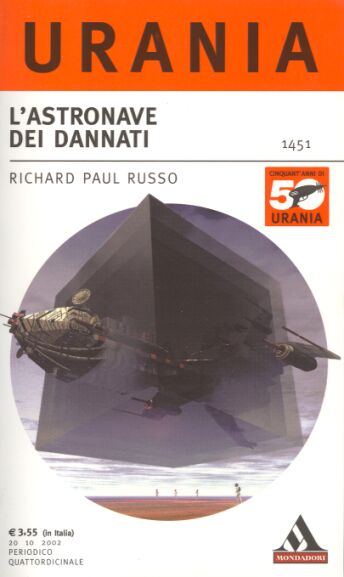 URANIA
L'ASTRONAVE
DEI DANNATI
1451
RICHARD PAUL RUSSO
CINQUANT'ANNI DI
50
URANIA
€ 3,55 (in Italia)
20 10 2002
PERIODICO
QUATTORDICINALE
MONDADORI